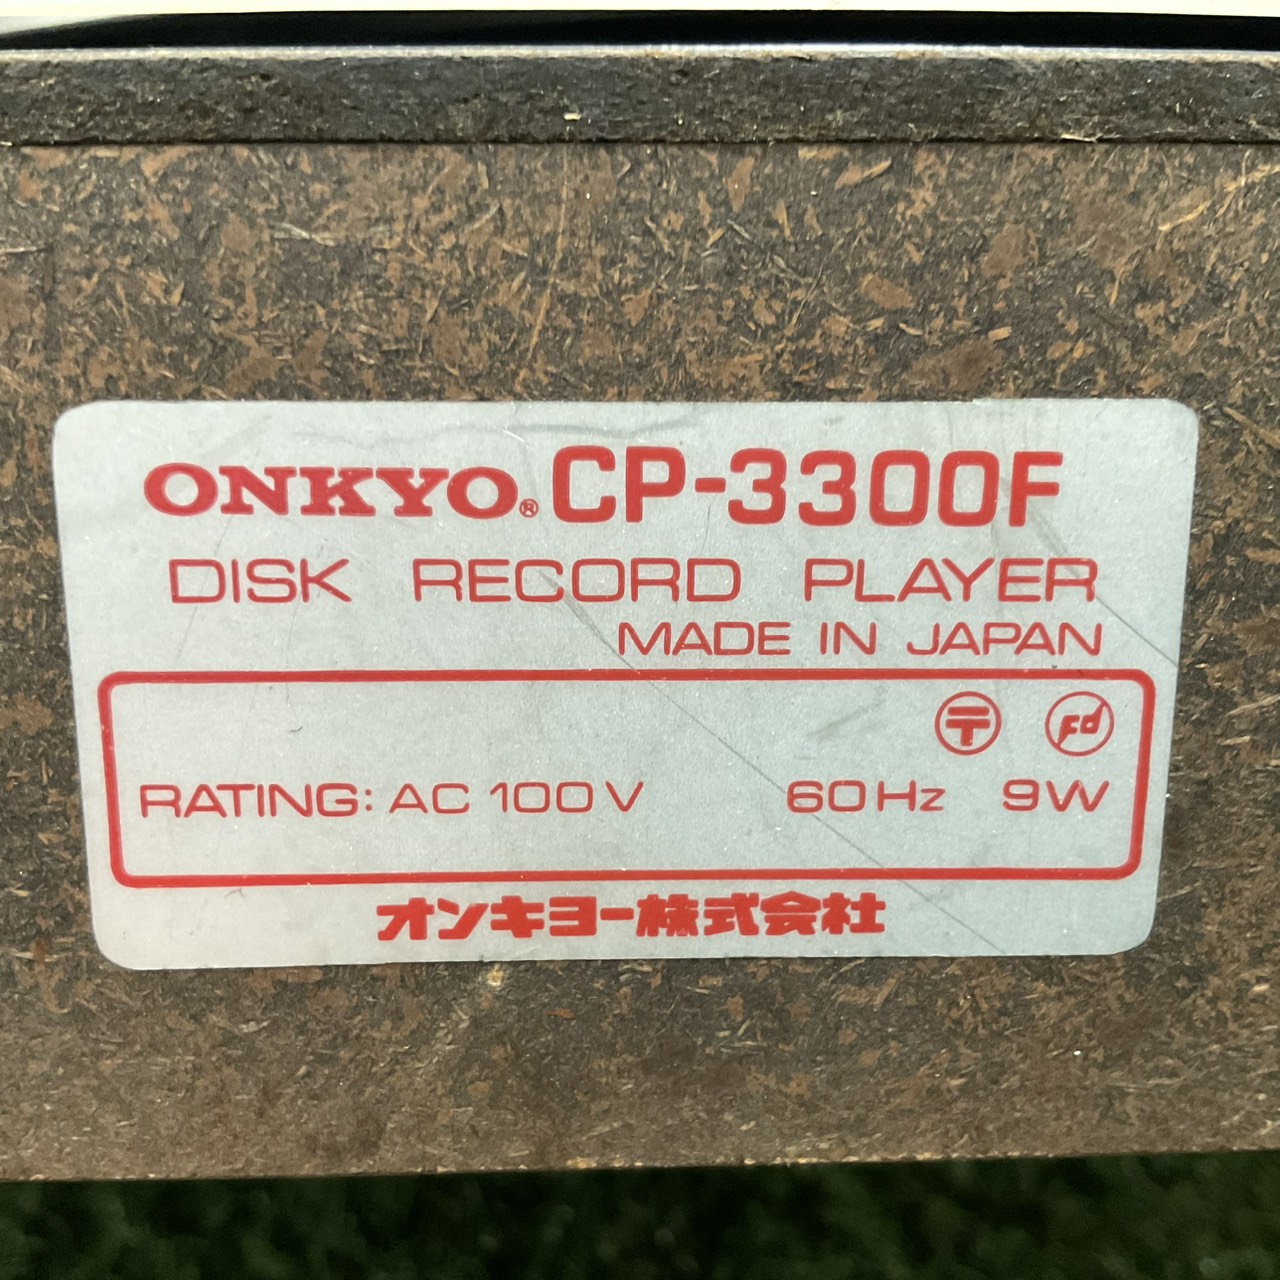 ONKYO® CP-3300F
DISK RECORD PLAYER
MADE IN JAPAN
〒 Fd
RATING: AC 100V 60Hz 9W
オンキヨー株式会社